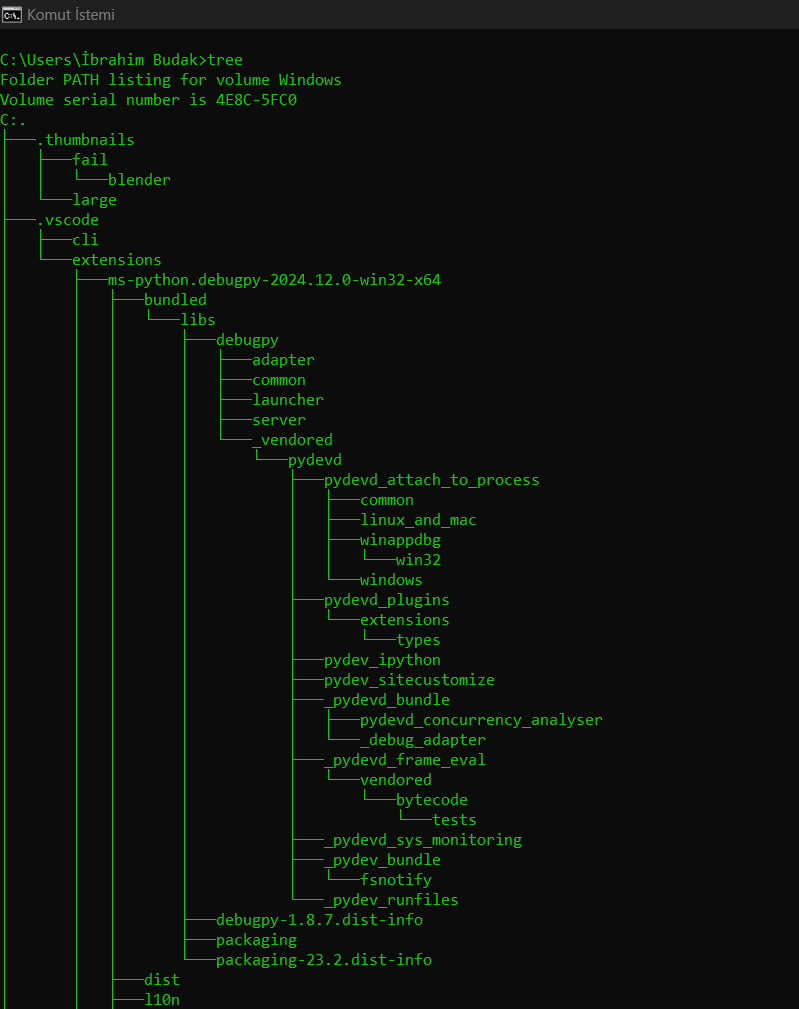 Komut İstemi
C:\Users\İbrahim Budak>tree
Folder PATH listing for volume Windows
Volume serial number is 4E8C-5FC0
C:.
├───.thumbnails
│   ├───fail
│   │   └───blender
│   └───large
├───.vscode
│   ├───cli
│   └───extensions
│       ├───ms-python.debugpy-2024.12.0-win32-x64
│       │   ├───bundled
│       │   │   └───libs
│       │   │       ├───debugpy
│       │   │       │   ├───adapter
│       │   │       │   ├───common
│       │   │       │   ├───launcher
│       │   │       │   ├───server
│       │   │       │   └───_vendored
│       │   │       │       └───pydevd
│       │   │       │           ├───pydevd_attach_to_process
│       │   │       │           │   ├───common
│       │   │       │           │   ├───linux_and_mac
│       │   │       │           │   ├───winappdbg
│       │   │       │           │   │   └───win32
│       │   │       │           │   └───windows
│       │   │       │           ├───pydevd_plugins
│       │   │       │           │   └───extensions
│       │   │       │           │       └───types
│       │   │       │           ├───pydev_ipython
│       │   │       │           ├───pydev_sitecustomize
│       │   │       │           ├───_pydevd_bundle
│       │   │       │           │   ├───pydevd_concurrency_analyser
│       │   │       │           │   └───_debug_adapter
│       │   │       │           ├───_pydevd_frame_eval
│       │   │       │           │   └───vendored
│       │   │       │           │       └───bytecode
│       │   │       │           │           └───tests
│       │   │       │           ├───_pydevd_sys_monitoring
│       │   │       │           ├───_pydev_bundle
│       │   │       │           │   └───fsnotify
│       │   │       │           └───_pydev_runfiles
│       │   │       ├───debugpy-1.8.7.dist-info
│       │   │       ├───packaging
│       │   │       └───packaging-23.2.dist-info
│       │   ├───dist
│       │   ├───l10n